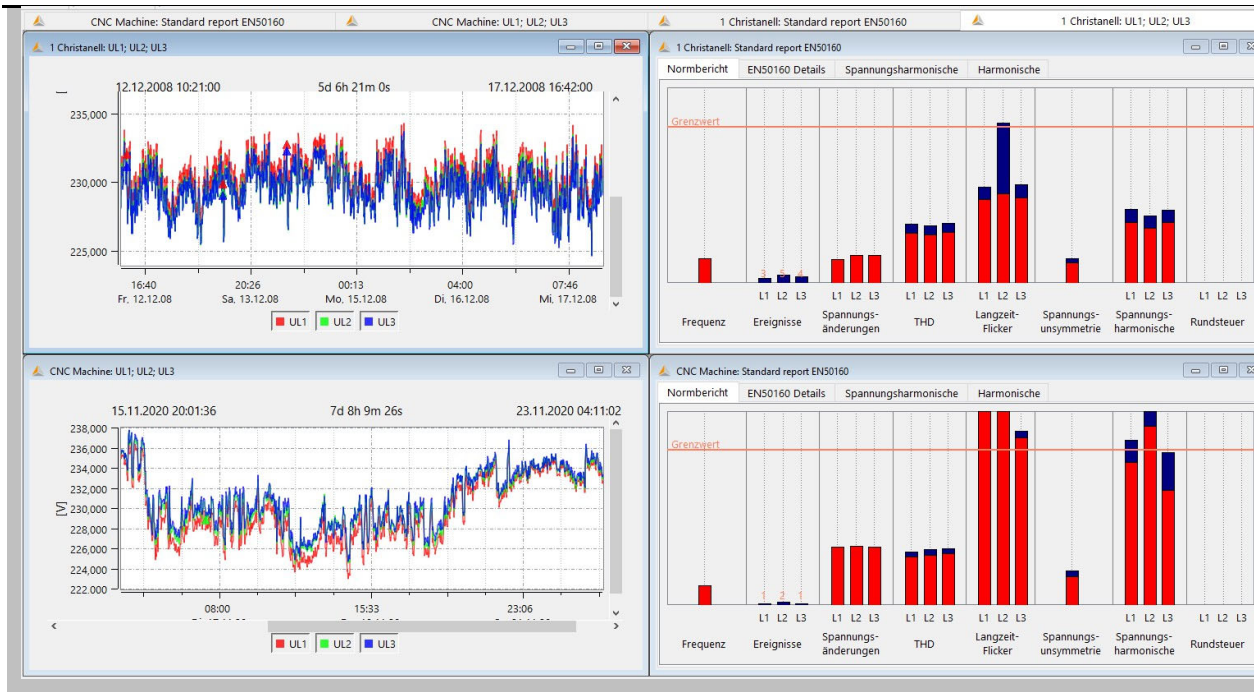 CNC Machine: Standard report EN50160
CNC Machine: UL1; UL2; UL3
1 Christanell: Standard report EN50160
1 Christanell: UL1; UL2; UL3
1 Christanell: UL1; UL2; UL3
12.12.2008 10:21:00 5d 6h 21m 0s 17.12.2008 16:42:00
235,000
230,000
225,000
16:40 20:26 00:13 04:00 07:46
Fr, 12.12.08 Sa, 13.12.08 Mo, 15.12.08 Di, 16.12.08 Mi, 17.12.08
UL1 UL2 UL3
1 Christanell: Standard report EN50160
Normbericht EN50160 Details Spannungsharmonische Harmonische
Grenzwert
3 5 4
L1 L2 L3 L1 L2 L3 L1 L2 L3 L1 L2 L3 L1 L2 L3 L1 L2 L3
Frequenz Ereignisse Spannungs-änderungen THD Langzeit-Flicker Spannungs-unsymmetrie Spannungs-harmonische Rundsteuer
CNC Machine: UL1; UL2; UL3
15.11.2020 20:01:36 7d 8h 9m 26s 23.11.2020 04:11:02
[V]
238,000
236,000
234,000
232,000
230,000
228,000
226,000
224,000
222,000
08:00 15:33 23:06
UL1 UL2 UL3
CNC Machine: Standard report EN50160
Normbericht EN50160 Details Spannungsharmonische Harmonische
Grenzwert
1 2 1
L1 L2 L3 L1 L2 L3 L1 L2 L3 L1 L2 L3 L1 L2 L3 L1 L2 L3
Frequenz Ereignisse Spannungs-änderungen THD Langzeit-Flicker Spannungs-unsymmetrie Spannungs-harmonische Rundsteuer